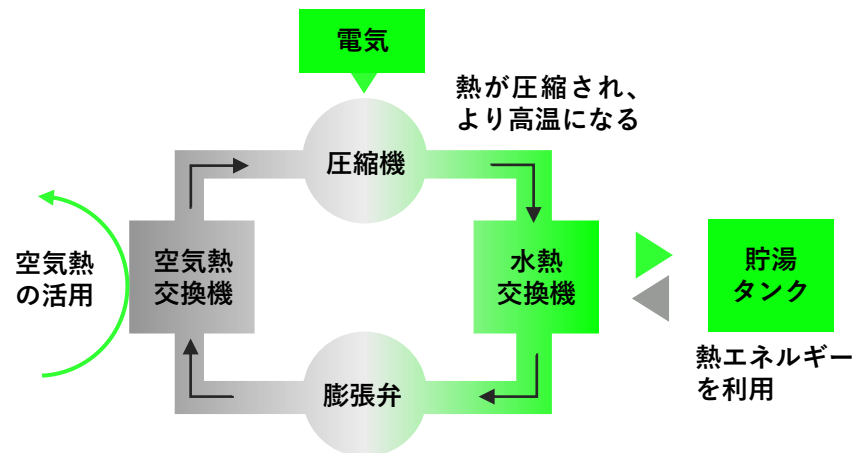 電気
熱が圧縮され、
より高温になる
圧縮機
空気熱
の活用
空気熱
交換機
水熱
交換機
貯湯
タンク
熱エネルギー
を利用
膨張弁